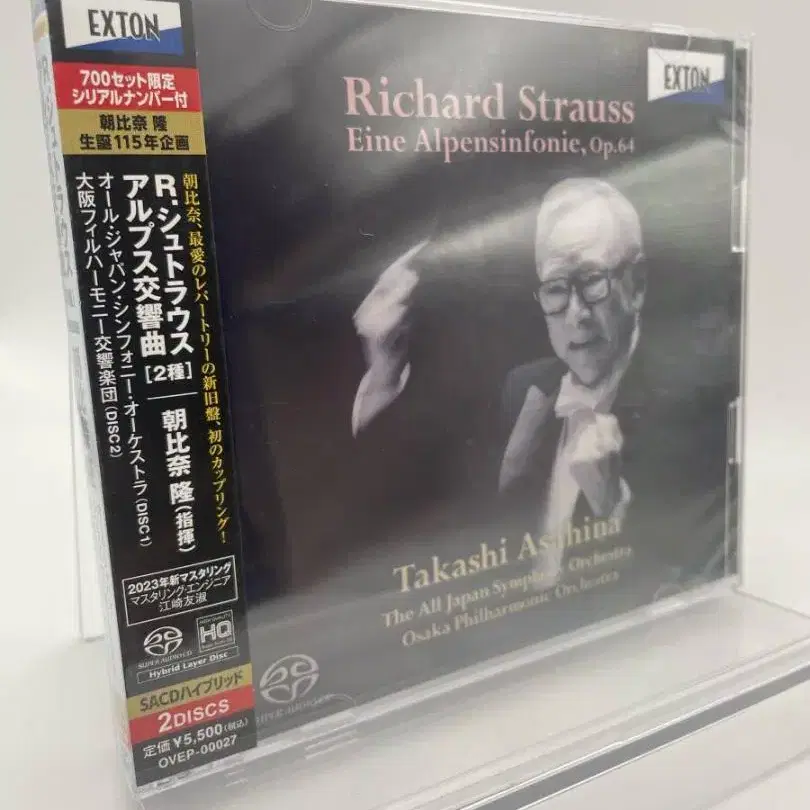 EXTON
700セット限定
シリアルナンバー付
朝比奈 隆
生誕115年企画
朝比奈、最愛のレパートリーの新旧盤、初のカップリング!
R.シュトラウス
アルプス交響曲[2種]
朝比奈 隆(指揮)
オール・ジャパン・シンフォニー・オーケストラ(DISC1)
大阪フィルハーモニー交響楽団(DISC2)
2023年新マスタリング
マスタリング・エンジニア
江崎友淑
SUPER AUDIO CD
HQ
Hybrid Layer Disc
SACDハイブリッド
2DISCS
定価¥5,500(税込)
OVEP-00027
EXTON
Richard Strauss
Eine Alpensinfonie, Op.64
Takashi Asahina
The All Japan Symphony Orchestra
Osaka Philharmonic Orchestra
SUPER AUDIO CD